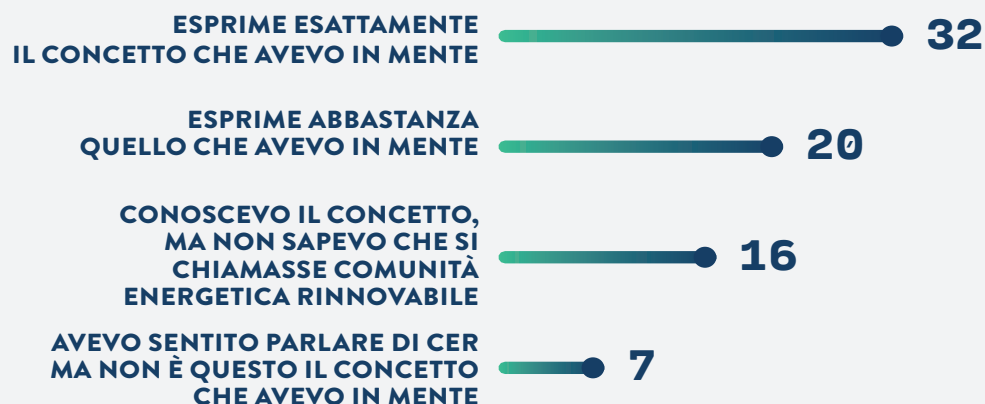 ESPRIME ESATTAMENTE
IL CONCETTO CHE AVEVO IN MENTE
32
ESPRIME ABBASTANZA
QUELLO CHE AVEVO IN MENTE
20
CONOSCEVO IL CONCETTO,
MA NON SAPEVO CHE SI
CHIAMASSE COMUNITÀ
ENERGETICA RINNOVABILE
16
AVEVO SENTITO PARLARE DI CER
MA NON È QUESTO IL CONCETTO
CHE AVEVO IN MENTE
7